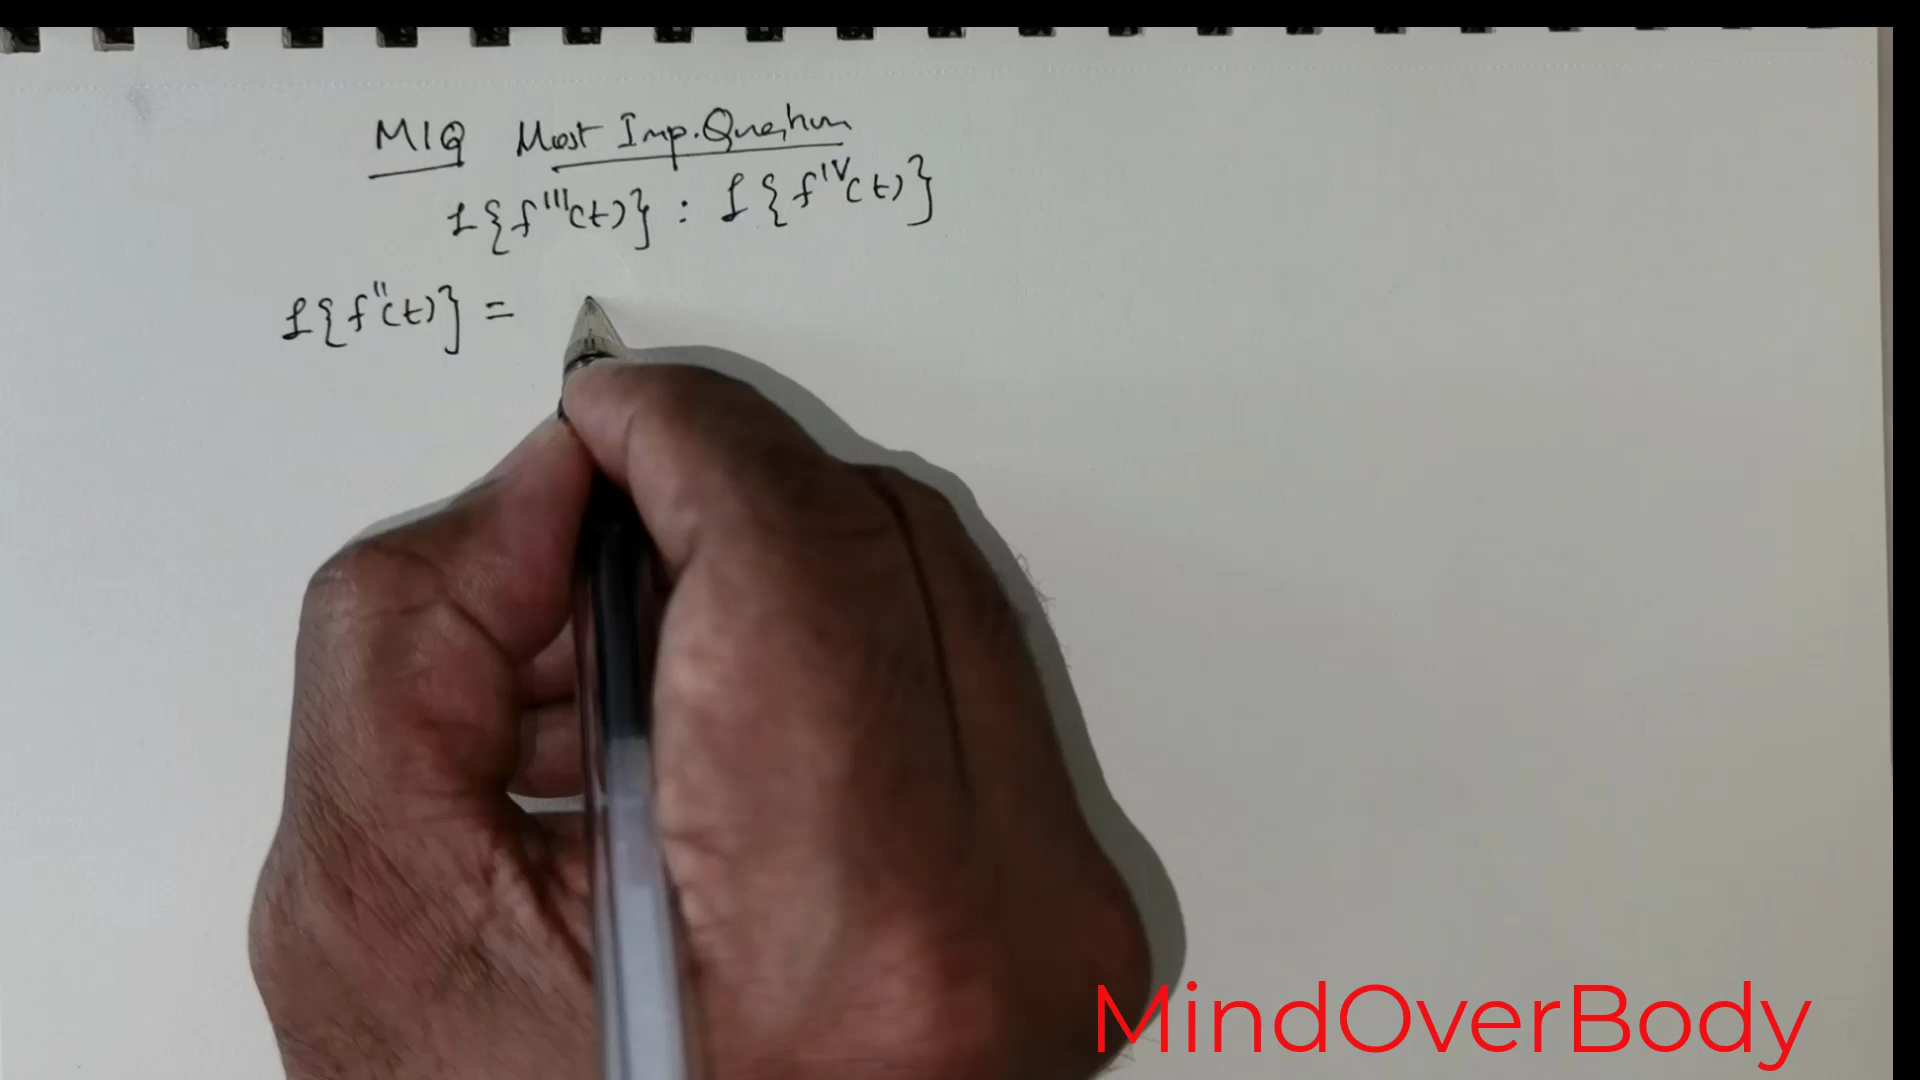 MIQ Most Imp. Question
£{f'''(t)} : £{f^IV(t)}
£{f''(t)} =
MindOverBody